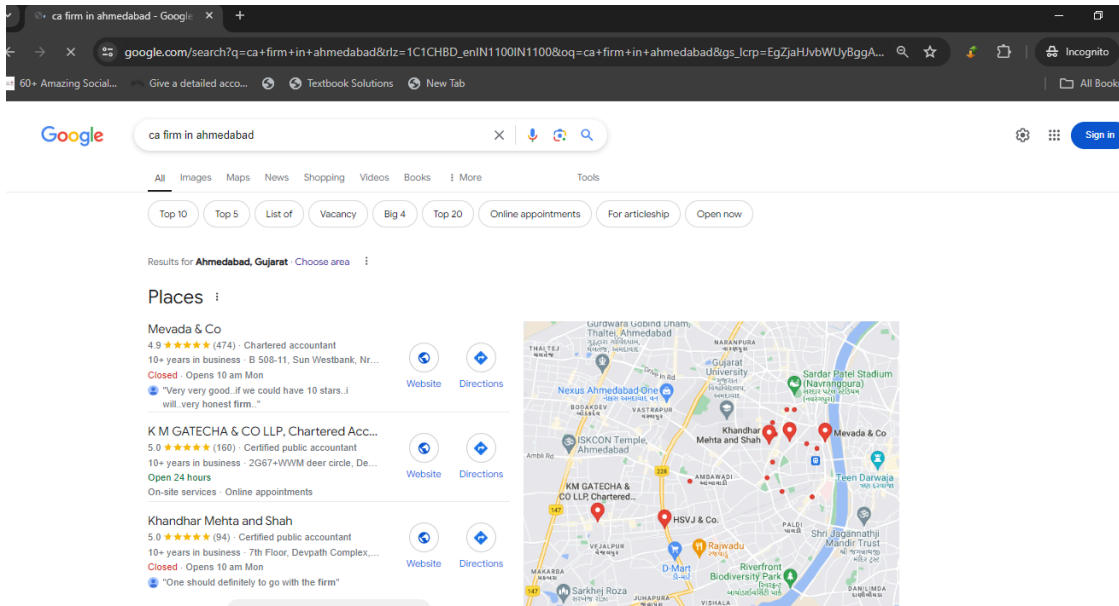 ca firm in ahmedabad - Google
google.com/search?q=ca+firm+in+ahmedabad&rlz=1C1CHBD_enIN1100IN1100&oq=ca+firm+in+ahmedabad&gs_lcrp=EgZjaHJvbWUyBggA...
Incognito
60+ Amazing Social...
Give a detailed acco...
Textbook Solutions
New Tab
All Book
Google
ca firm in ahmedabad
Sign in
All Images Maps News Shopping Videos Books More Tools
Top 10 Top 5 List of Vacancy Big 4 Top 20 Online appointments For articleship Open now
Results for Ahmedabad, Gujarat · Choose area
Places
Mevada & Co
4.9 (474) · Chartered accountant
10+ years in business · B 508-11, Sun Westbank, Nr...
Closed · Opens 10 am Mon
"Very very good..if we could have 10 stars..i
will..very honest firm.."
Website Directions
K M GATECHA & CO LLP, Chartered Acc...
5.0 (160) · Certified public accountant
10+ years in business · 2G67+WWM deer circle, De...
Open 24 hours
On-site services · Online appointments
Website Directions
Khandhar Mehta and Shah
5.0 (94) · Certified public accountant
10+ years in business · 7th Floor, Devpath Complex,...
Closed · Opens 10 am Mon
"One should definitely to go with the firm"
Website Directions
Gurdwara Gobind Dham,
Thaltej, Ahmedabad
THALTEJ
NARANPURA
Drive In Rd
Gujarat
University
Sardar Patel Stadium
(Navrangpura)
Nexus Ahmedabad One
BODAKDEV
VASTRAPUR
Khandhar
Mehta and Shah
Mevada & Co
ISKCON Temple,
Ahmedabad
Ambli Rd
228
AMBAWADI
Teen Darwaja
KM GATECHA &
CO LLP, Chartered...
147
HSVJ & Co.
PALDI
Shri Jagannathji
Mandir Trust
VEJALPUR
Rajwadu
D-Mart
Riverfront
Biodiversity Park
MAKARBA
147
Sarkhej Roza
JUHAPURA
VISHALA
DANILIMDA